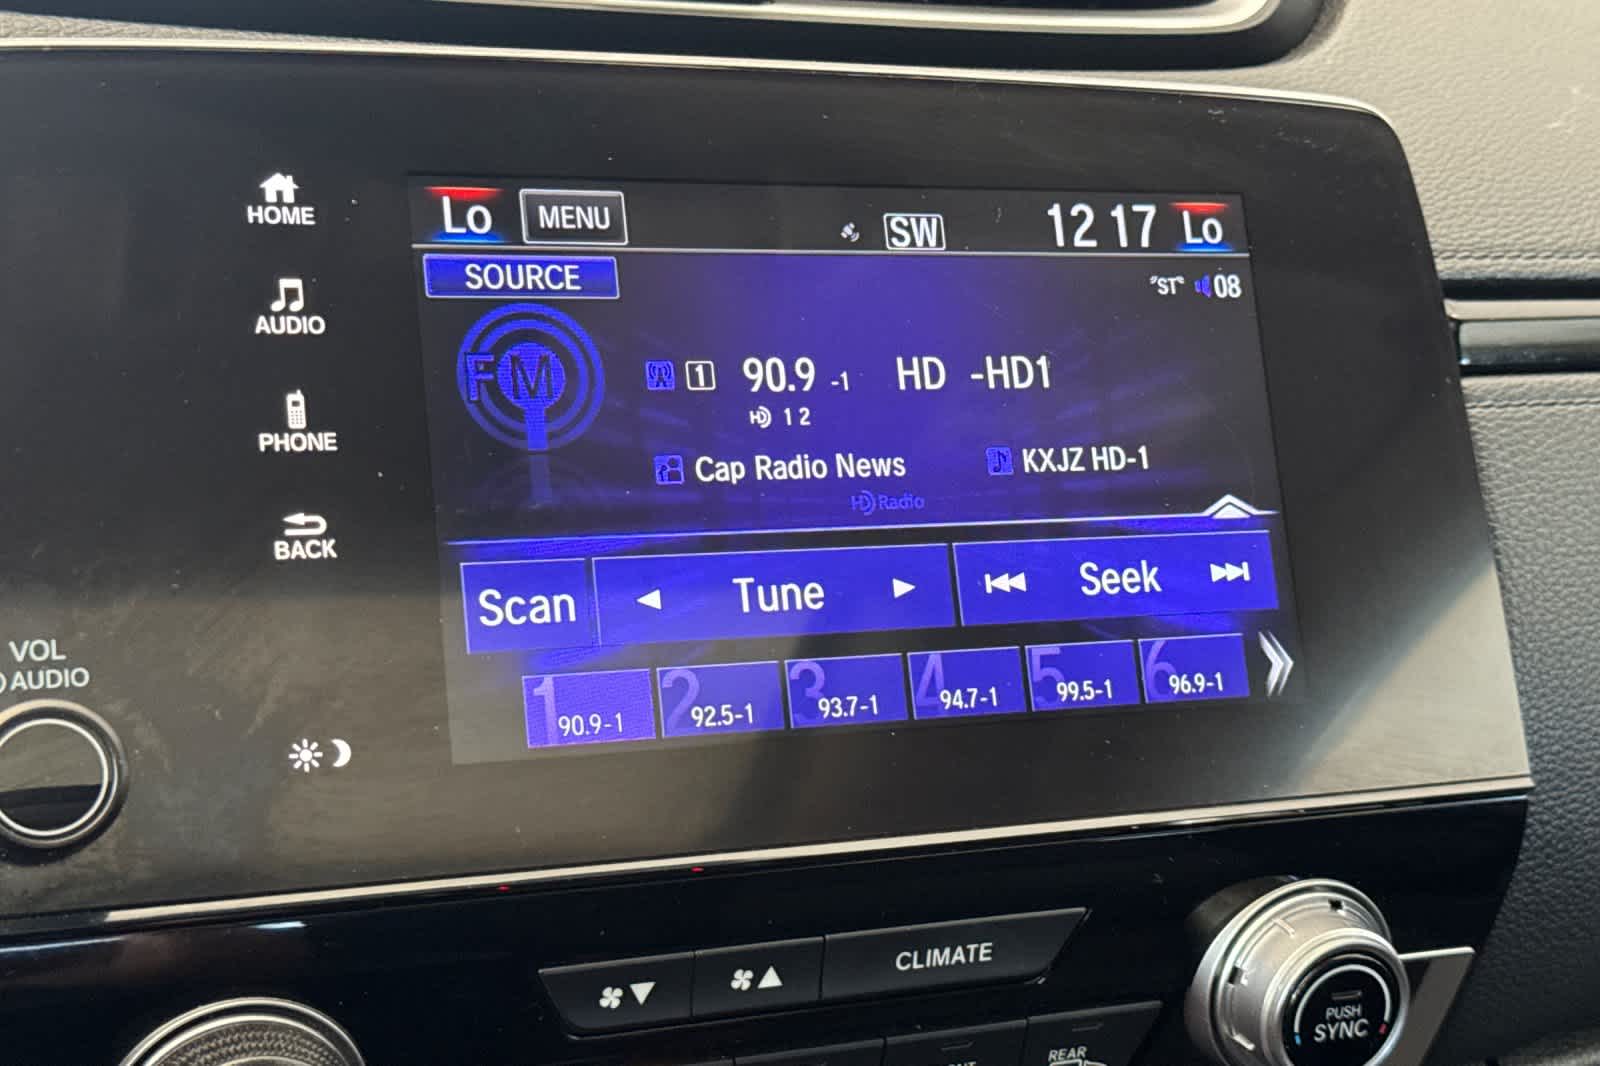 HOME
AUDIO
PHONE
BACK
VOL
AUDIO
Lo MENU SW 12 17 Lo
SOURCE "ST" 08
FM 1 90.9 -1 HD -HD1
HD 1 2
Cap Radio News KXJZ HD-1
HD Radio
Scan Tune Seek
1 90.9-1 2 92.5-1 3 93.7-1 4 94.7-1 5 99.5-1 6 96.9-1
CLIMATE
PUSH
SYNC
REAR